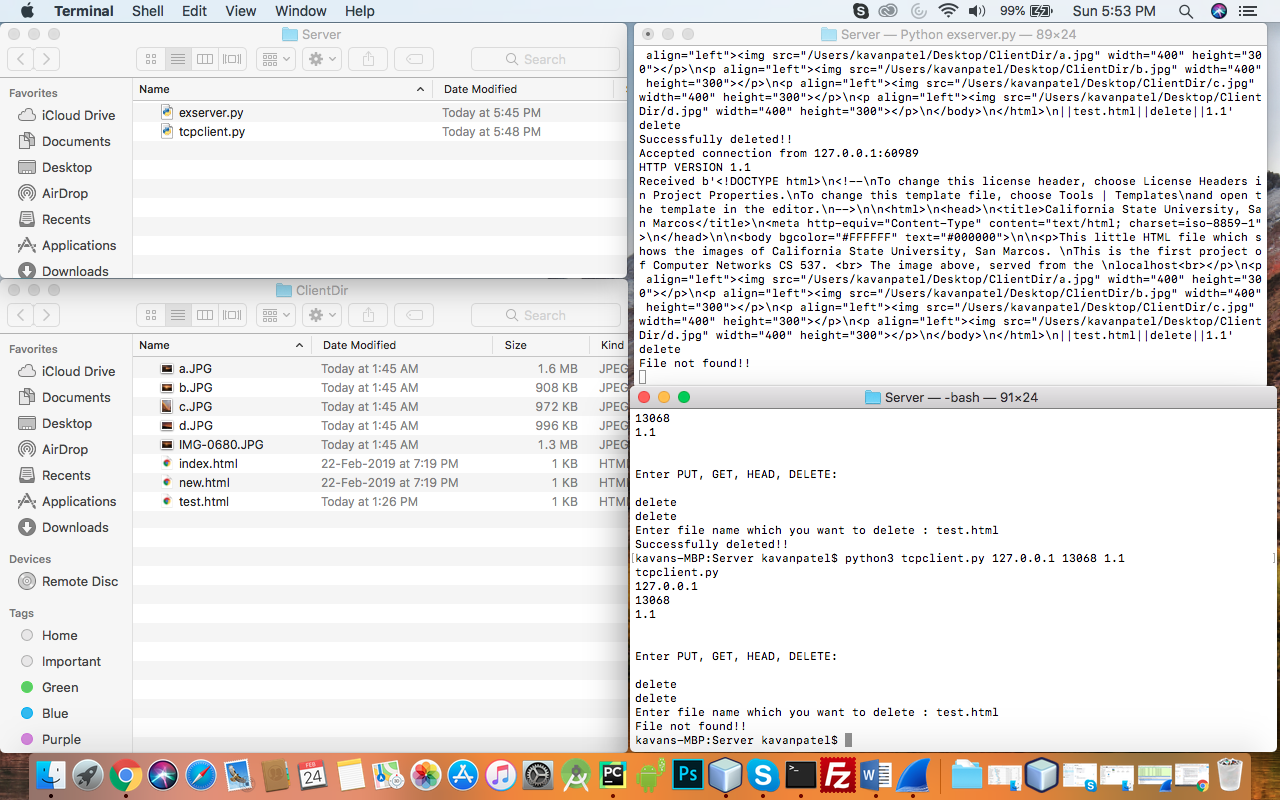 Terminal Shell Edit View Window Help 99% Sun 5:53 PM
Server
Search
Favorites
iCloud Drive
Documents
Desktop
AirDrop
Recents
Applications
Downloads
Name Date Modified
exserver.py Today at 5:45 PM
tcpclient.py Today at 5:48 PM
ClientDir
Search
Favorites
iCloud Drive
Documents
Desktop
AirDrop
Recents
Applications
Downloads
Devices
Remote Disc
Tags
Home
Important
Green
Blue
Purple
Name Date Modified Size Kind
a.JPG Today at 1:45 AM 1.6 MB JPEG
b.JPG Today at 1:45 AM 908 KB JPEG
c.JPG Today at 1:45 AM 972 KB JPEG
d.JPG Today at 1:45 AM 996 KB JPEG
IMG-0680.JPG Today at 1:45 AM 1.3 MB JPEG
index.html 22-Feb-2019 at 7:19 PM 1 KB HTM
new.html 22-Feb-2019 at 7:19 PM 1 KB HTM
test.html Today at 1:26 PM 1 KB HTM
Server — Python exserver.py — 89×24
align="left"><img src="/Users/kavanpatel/Desktop/ClientDir/a.jpg" width="400" height="30
0"></p>\n<p align="left"><img src="/Users/kavanpatel/Desktop/ClientDir/b.jpg" width="400"
height="300"></p>\n<p align="left"><img src="/Users/kavanpatel/Desktop/ClientDir/c.jpg"
width="400" height="300"></p>\n<p align="left"><img src="/Users/kavanpatel/Desktop/Client
Dir/d.jpg" width="400" height="300"></p>\n</body>\n</html>\n||test.html||delete||1.1'
delete
Successfully deleted!!
Accepted connection from 127.0.0.1:60989
HTTP VERSION 1.1
Received b'<!DOCTYPE html>\n<!--\nTo change this license header, choose License Headers i
n Project Properties.\nTo change this template file, choose Tools | Templates\nand open t
he template in the editor.\n-->\n\n<html>\n<head>\n<title>California State University, Sa
n Marcos</title>\n<meta http-equiv="Content-Type" content="text/html; charset=iso-8859-1"
>\n</head>\n\n<body bgcolor="#FFFFFF" text="#000000">\n\n<p>This little HTML file which s
hows the images of California State University, San Marcos. \nThis is the first project o
f Computer Networks CS 537. <br> The image above, served from the \nlocalhost<br></p>\n<p
align="left"><img src="/Users/kavanpatel/Desktop/ClientDir/a.jpg" width="400" height="30
0"></p>\n<p align="left"><img src="/Users/kavanpatel/Desktop/ClientDir/b.jpg" width="400"
height="300"></p>\n<p align="left"><img src="/Users/kavanpatel/Desktop/ClientDir/c.jpg"
width="400" height="300"></p>\n<p align="left"><img src="/Users/kavanpatel/Desktop/Client
Dir/d.jpg" width="400" height="300"></p>\n</body>\n</html>\n||test.html||delete||1.1'
delete
File not found!!
Server — -bash — 91×24
13068
1.1
Enter PUT, GET, HEAD, DELETE:
delete
delete
Enter file name which you want to delete : test.html
Successfully deleted!!
[kavans-MBP:Server kavanpatel$ python3 tcpclient.py 127.0.0.1 13068 1.1 ]
tcpclient.py
127.0.0.1
13068
1.1
Enter PUT, GET, HEAD, DELETE:
delete
delete
Enter file name which you want to delete : test.html
File not found!!
kavans-MBP:Server kavanpatel$
FEB
24
PC
Ps
S
Fz
W